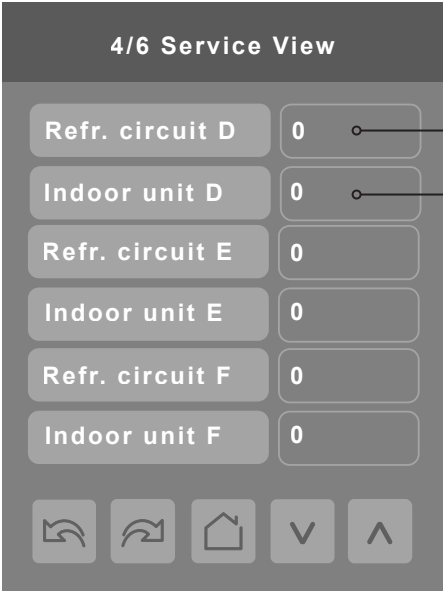 4/6 Service View
Refr. circuit D 0
Indoor unit D 0
Refr. circuit E 0
Indoor unit E 0
Refr. circuit F 0
Indoor unit F 0